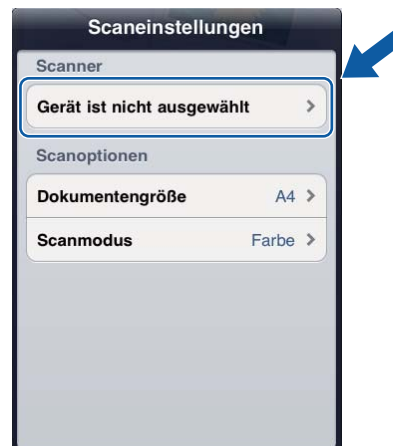 Scaneinstellungen
Scanner
Gerät ist nicht ausgewählt
Scanoptionen
Dokumentengröße A4
Scanmodus Farbe